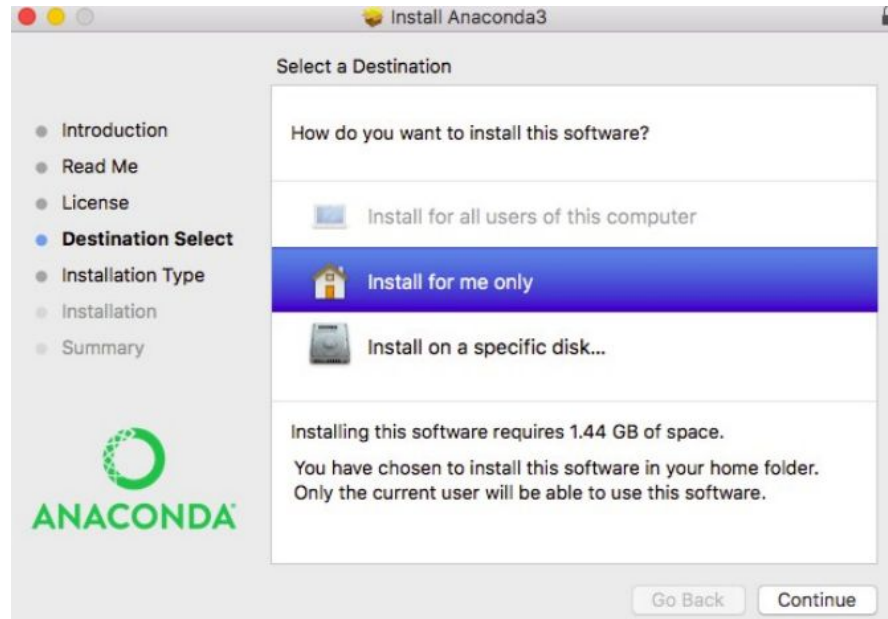 Install Anaconda3
Select a Destination
Introduction
Read Me
License
Destination Select
Installation Type
Installation
Summary
How do you want to install this software?
Install for all users of this computer
Install for me only
Install on a specific disk...
Installing this software requires 1.44 GB of space.
You have chosen to install this software in your home folder.
Only the current user will be able to use this software.
ANACONDA
Go Back
Continue